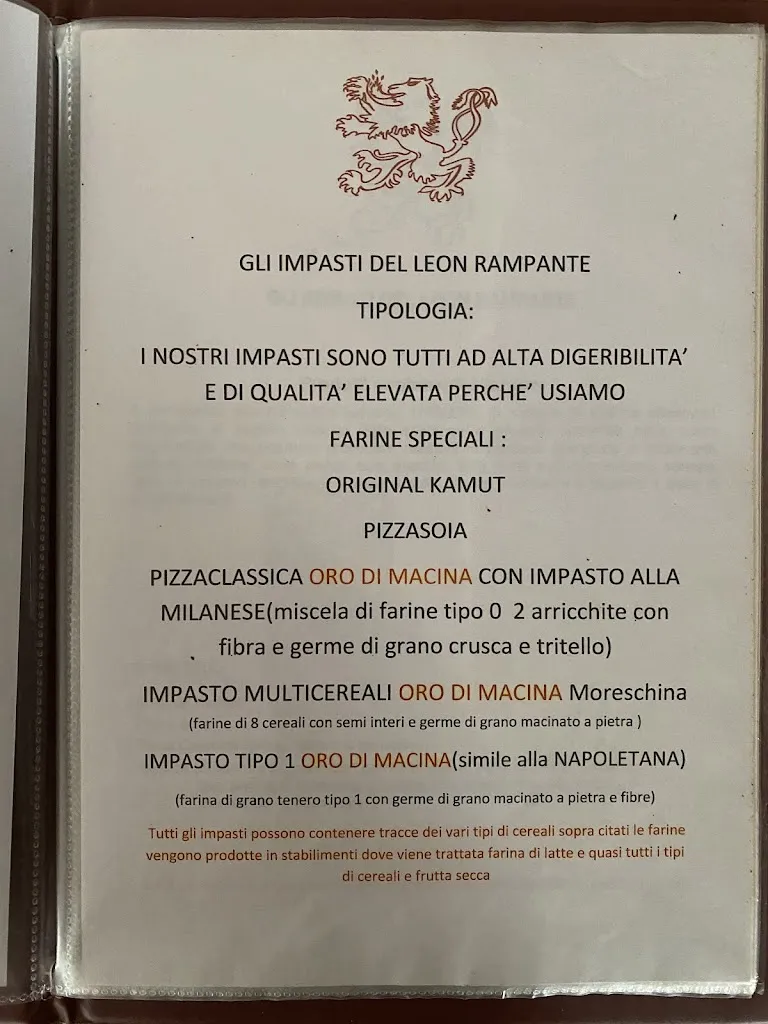 GLI IMPASTI DEL LEON RAMPANTE
TIPOLOGIA:
I NOSTRI IMPASTI SONO TUTTI AD ALTA DIGERIBILITA’
E DI QUALITA’ ELEVATA PERCHE’ USIAMO
FARINE SPECIALI :
ORIGINAL KAMUT
PIZZASOIA
PIZZACLASSICA ORO DI MACINA CON IMPASTO ALLA
MILANESE(miscela di farine tipo 0 2 arricchite con
fibra e germe di grano crusca e tritello)
IMPASTO MULTICEREALI ORO DI MACINA Moreschina
(farine di 8 cereali con semi interi e germe di grano macinato a pietra )
IMPASTO TIPO 1 ORO DI MACINA(simile alla NAPOLETANA)
(farina di grano tenero tipo 1 con germe di grano macinato a pietra e fibre)
Tutti gli impasti possono contenere tracce dei vari tipi di cereali sopra citati le farine
vengono prodotte in stabilimenti dove viene trattata farina di latte e quasi tutti i tipi
di cereali e frutta secca